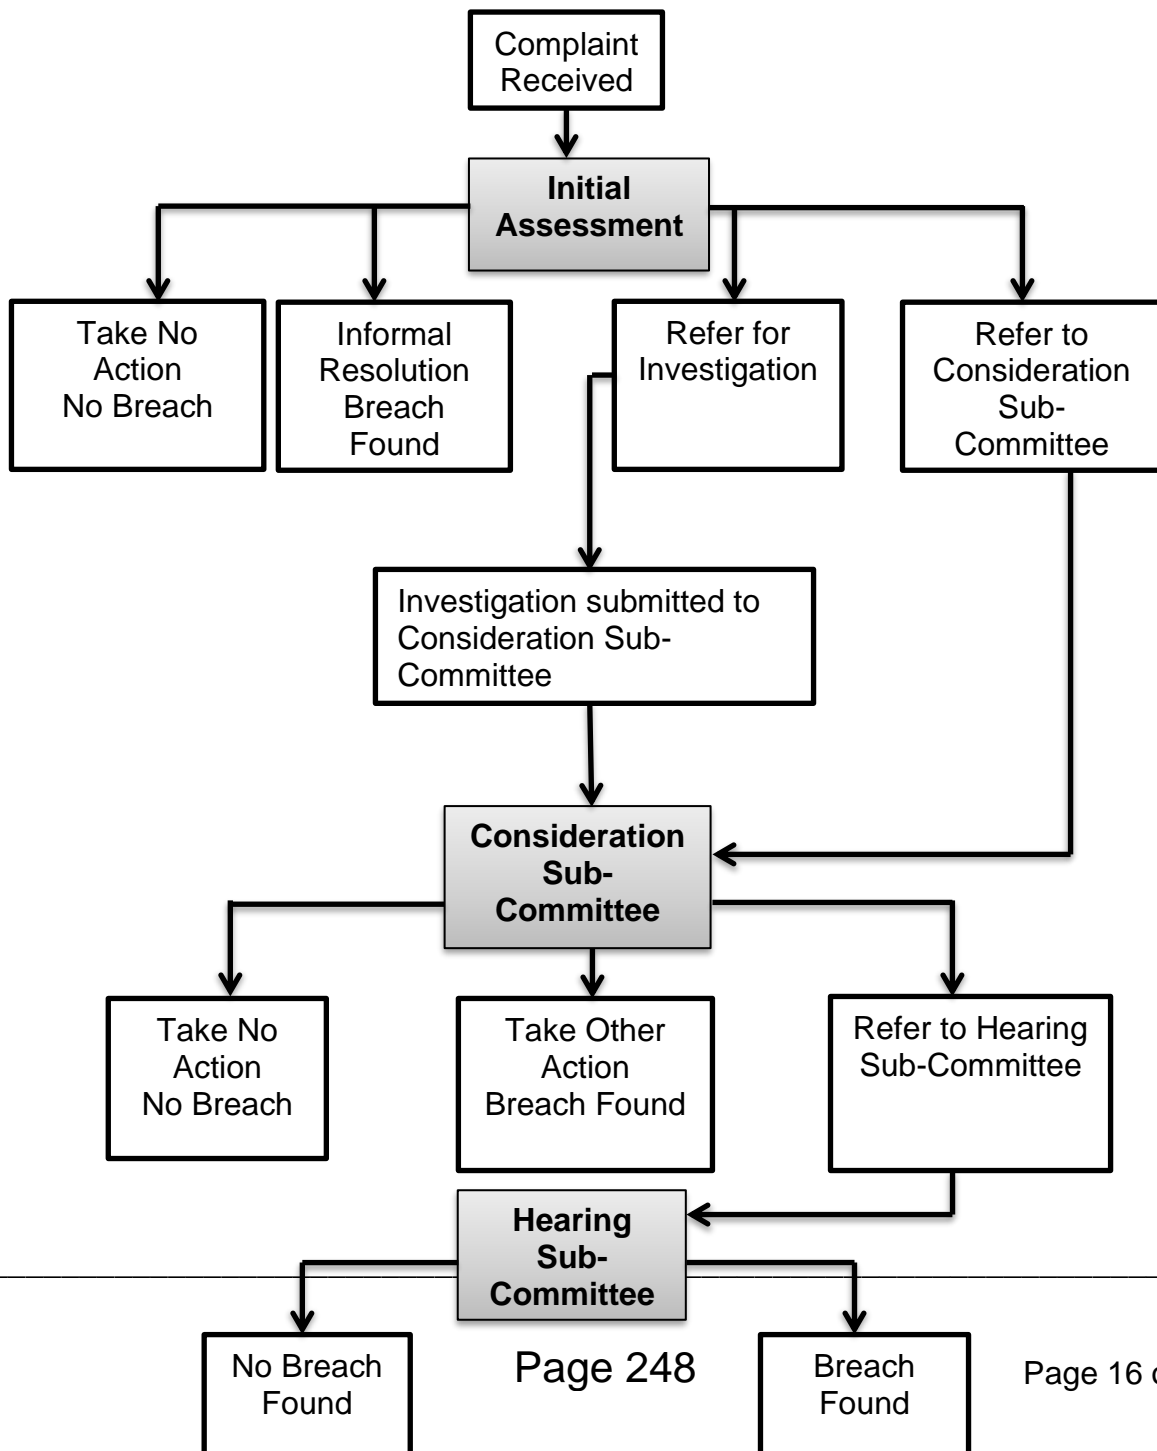 Complaint
Received
Initial
Assessment
Take No
Action
No Breach
Informal
Resolution
Breach
Found
Refer for
Investigation
Refer to
Consideration
Sub-
Committee
Investigation submitted to
Consideration Sub-
Committee
Consideration
Sub-
Committee
Take No
Action
No Breach
Take Other
Action
Breach Found
Refer to Hearing
Sub-Committee
Hearing
Sub-
Committee
No Breach
Found
Page 248
Breach
Found
Page 16